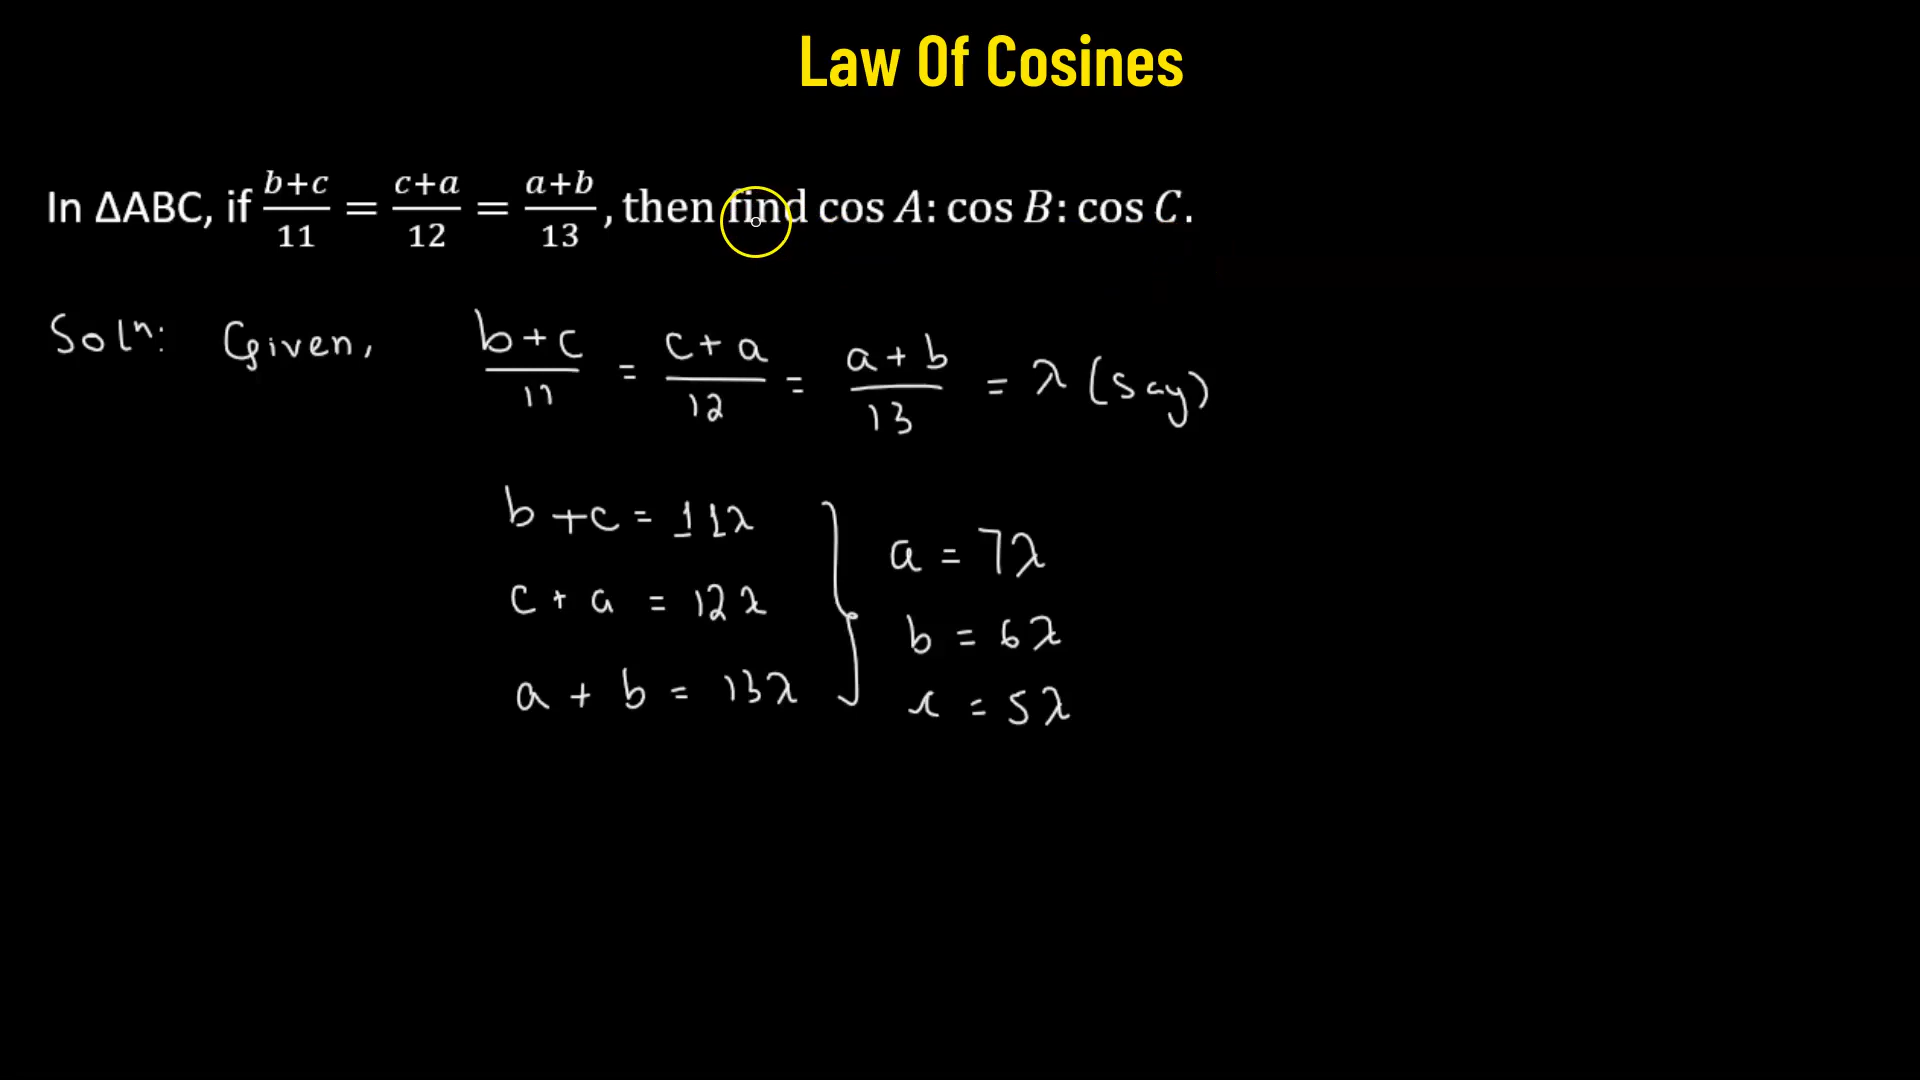 Law Of Cosines
In ΔABC, if (b+c)/11 = (c+a)/12 = (a+b)/13, then find cos A: cos B: cos C.
Solⁿ: Given, (b+c)/11 = (c+a)/12 = (a+b)/13 = λ (say)
b+c = 11λ
c+a = 12λ
a+b = 13λ
a = 7λ
b = 6λ
c = 5λ